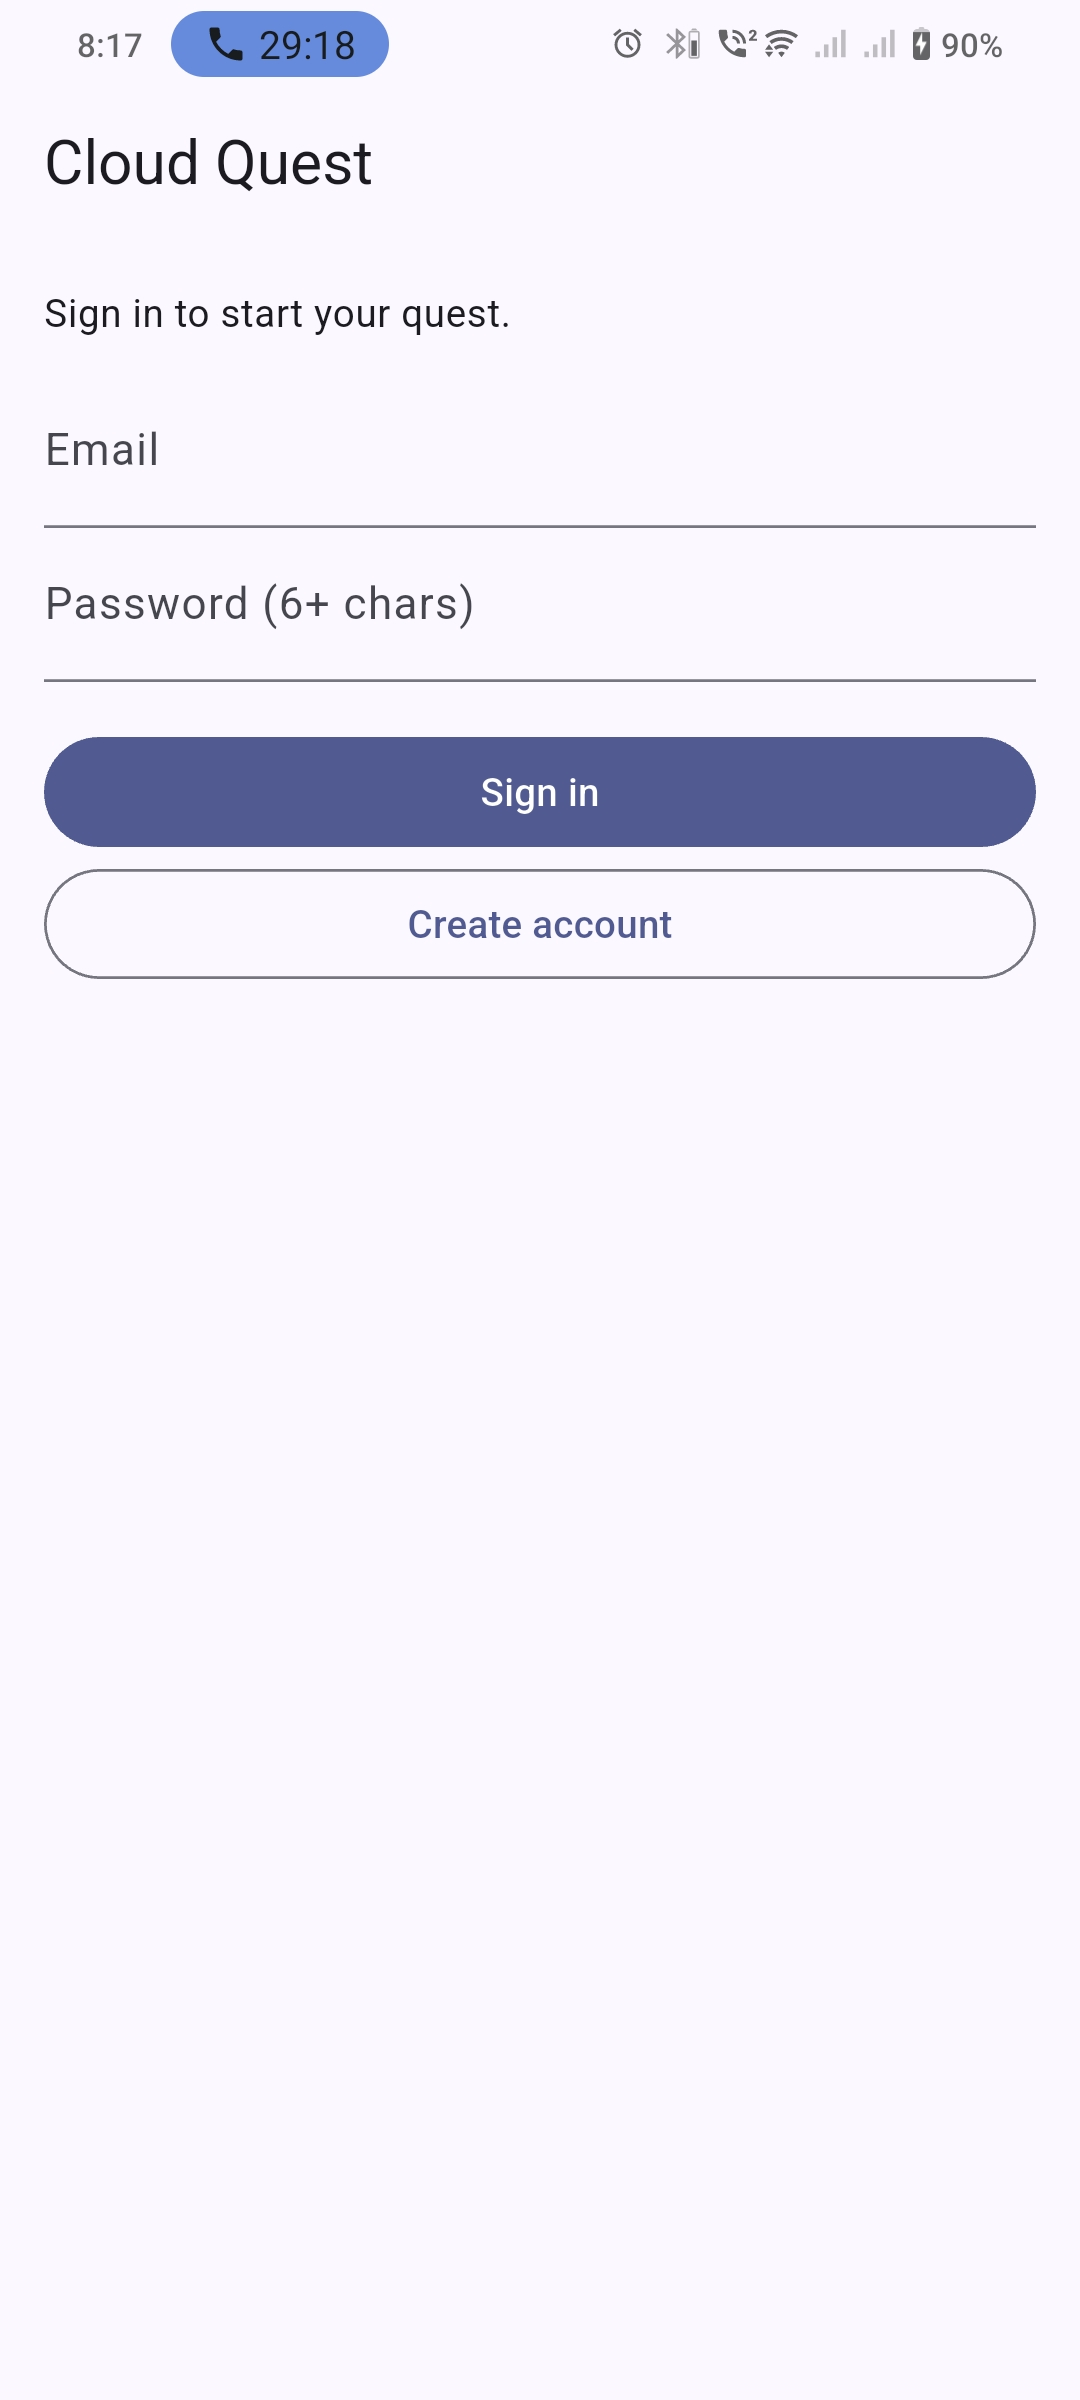 8:17 29:18 2 90%
Cloud Quest
Sign in to start your quest.
Email
Password (6+ chars)
Sign in
Create account